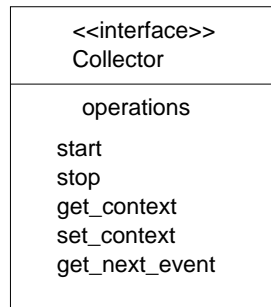 <<interface>>
Collector
operations
start
stop
get_context
set_context
get_next_event